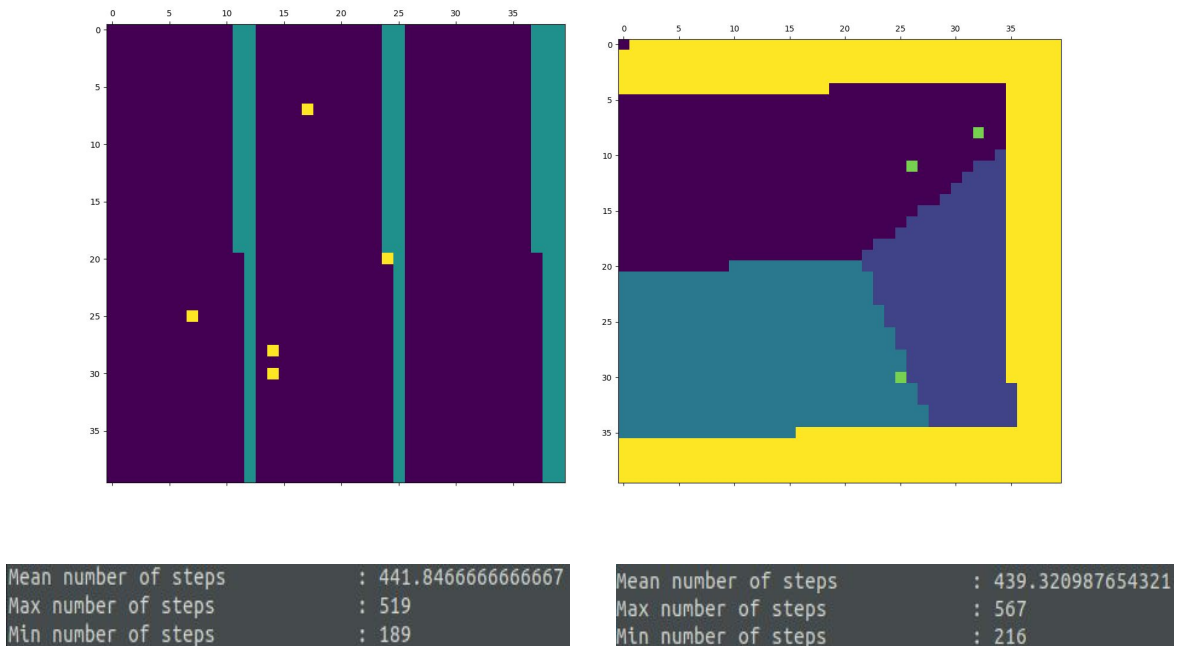 0 5 10 15 20 25 30 35
0
5
10
15
20
25
30
35
0 5 10 15 20 25 30 35
0
5
10
15
20
25
30
35
Mean number of steps : 441.8466666666667
Max number of steps : 519
Min number of steps : 189
Mean number of steps : 439.320987654321
Max number of steps : 567
Min number of steps : 216